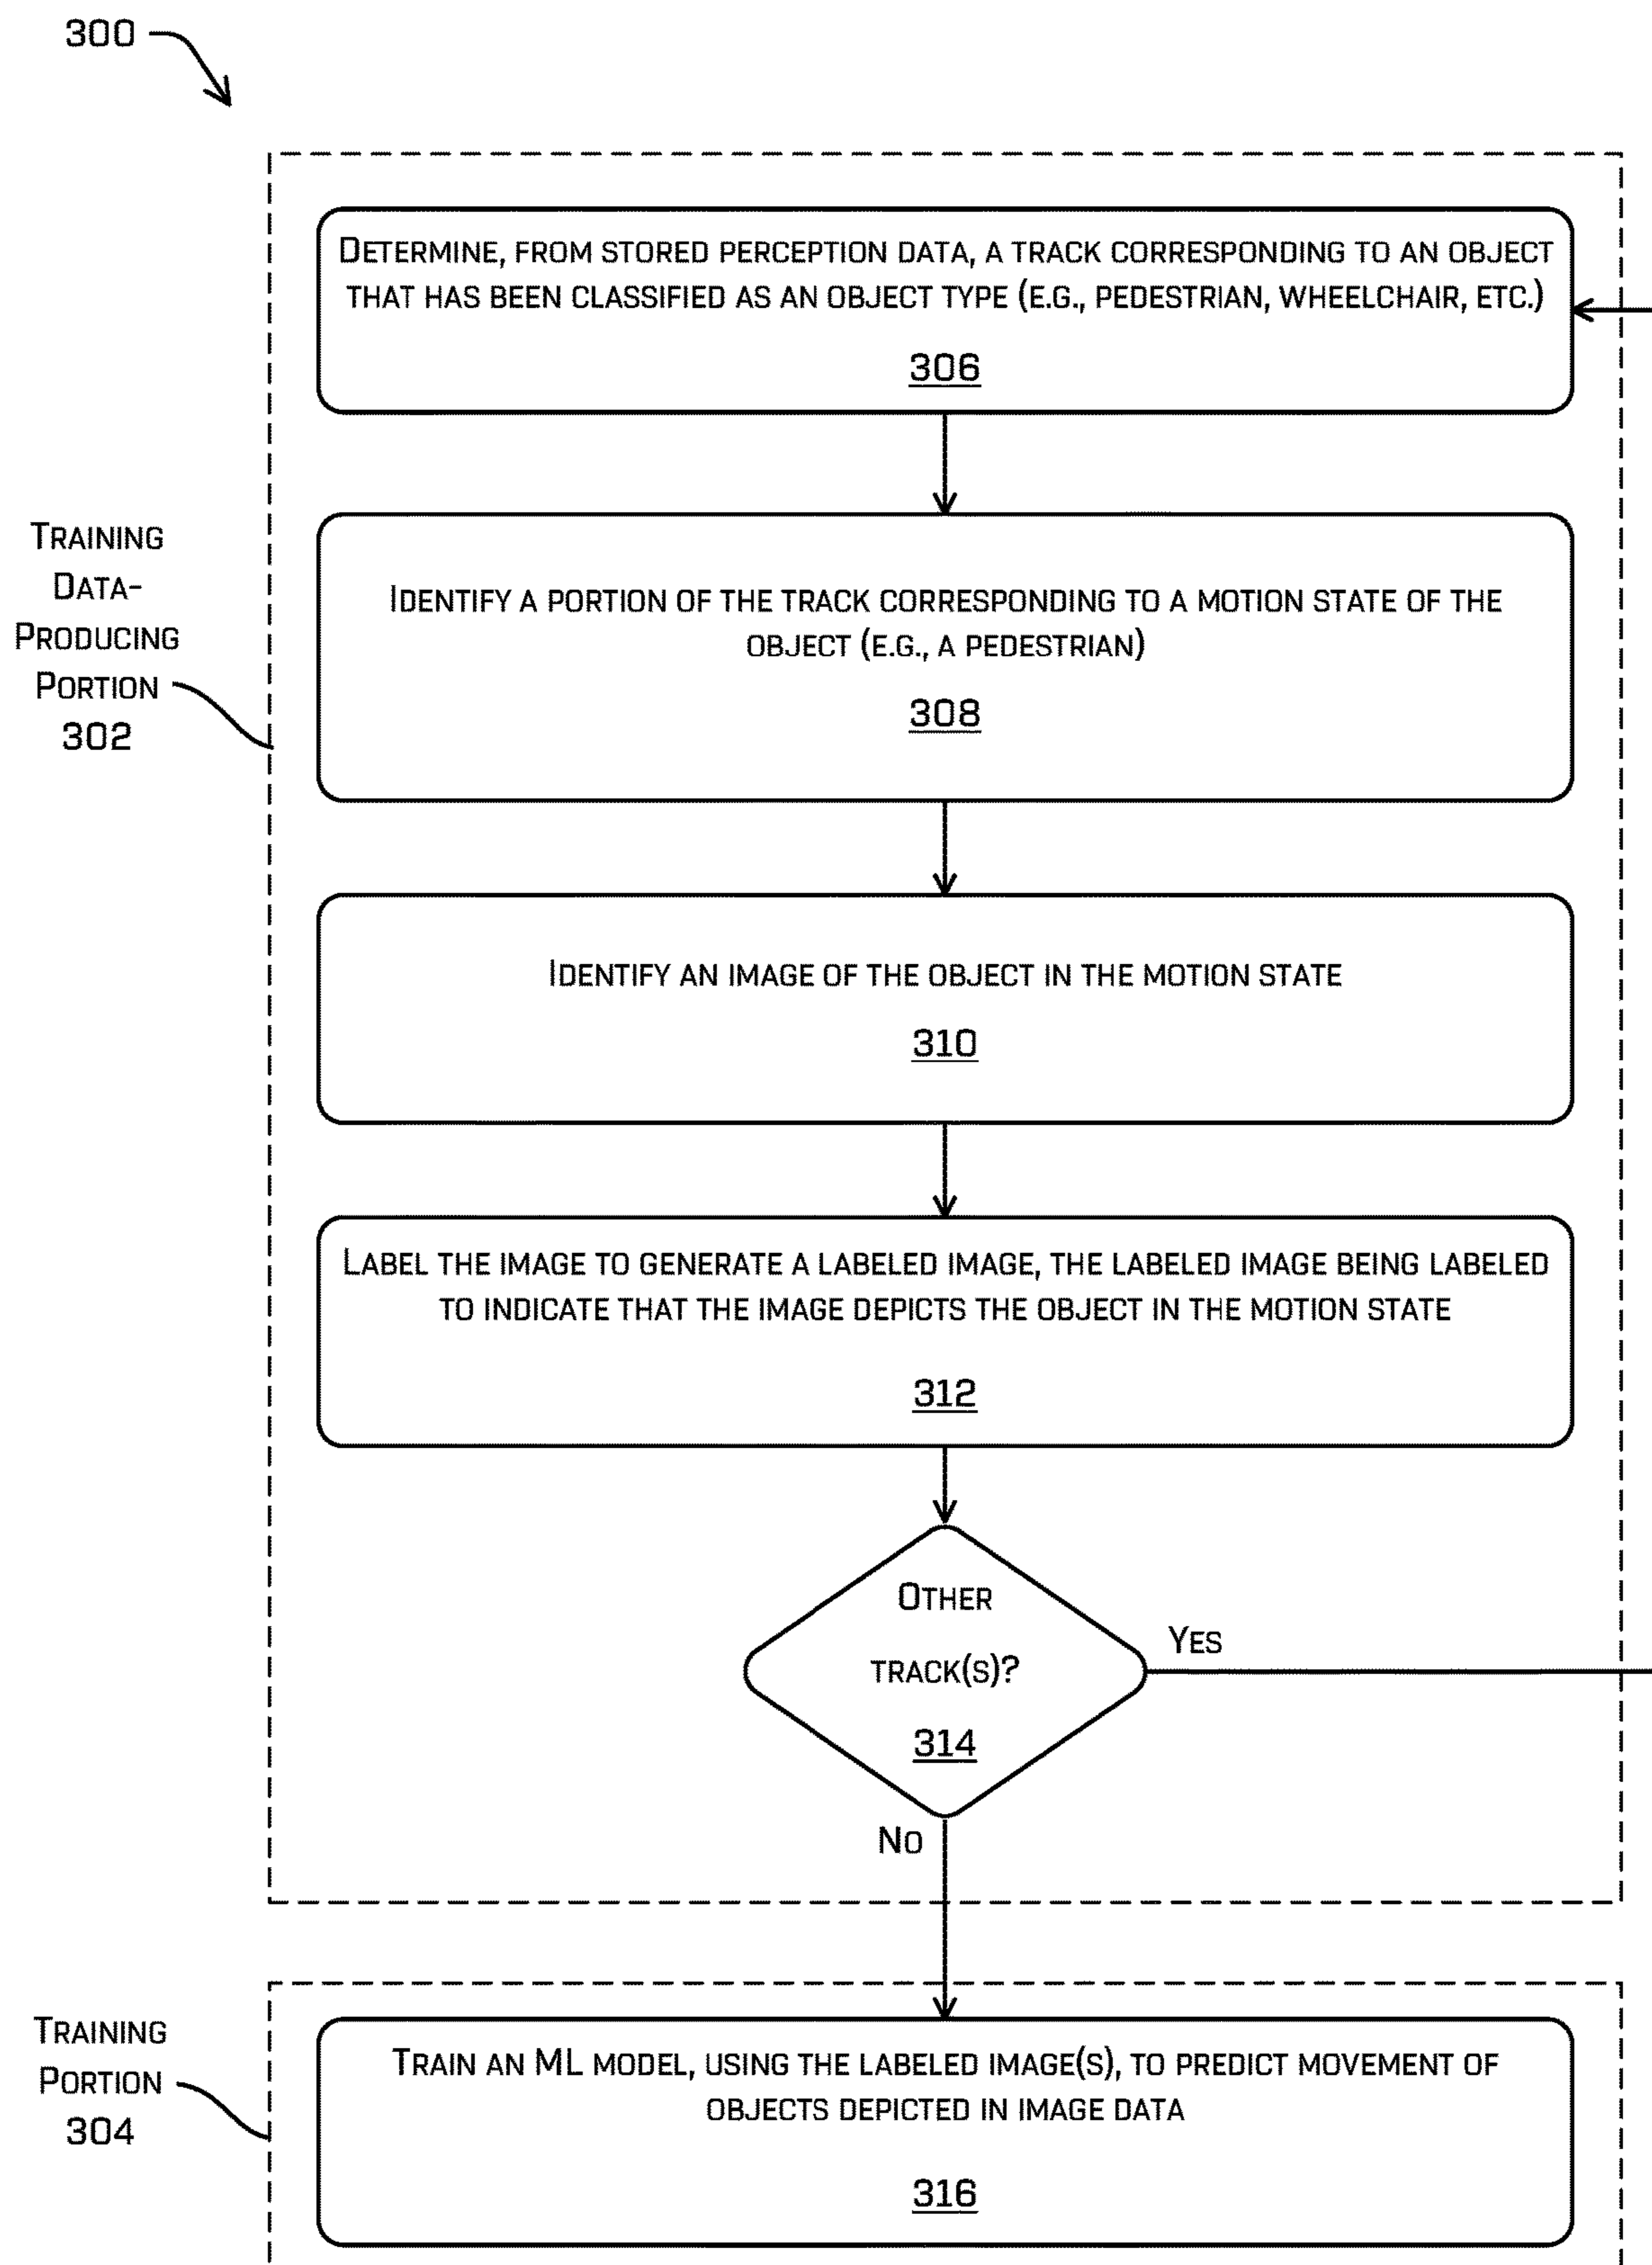 300
DETERMINE, FROM STORED PERCEPTION DATA, A TRACK CORRESPONDING TO AN OBJECT
THAT HAS BEEN CLASSIFIED AS AN OBJECT TYPE (E.G., PEDESTRIAN, WHEELCHAIR, ETC.)
306
TRAINING
DATA-
PRODUCING
PORTION
302
IDENTIFY A PORTION OF THE TRACK CORRESPONDING TO A MOTION STATE OF THE
OBJECT (E.G., A PEDESTRIAN)
308
IDENTIFY AN IMAGE OF THE OBJECT IN THE MOTION STATE
310
LABEL THE IMAGE TO GENERATE A LABELED IMAGE, THE LABELED IMAGE BEING LABELED
TO INDICATE THAT THE IMAGE DEPICTS THE OBJECT IN THE MOTION STATE
312
OTHER
TRACK(S)?
314
YES
NO
TRAINING
PORTION
304
TRAIN AN ML MODEL, USING THE LABELED IMAGE(S), TO PREDICT MOVEMENT OF
OBJECTS DEPICTED IN IMAGE DATA
316